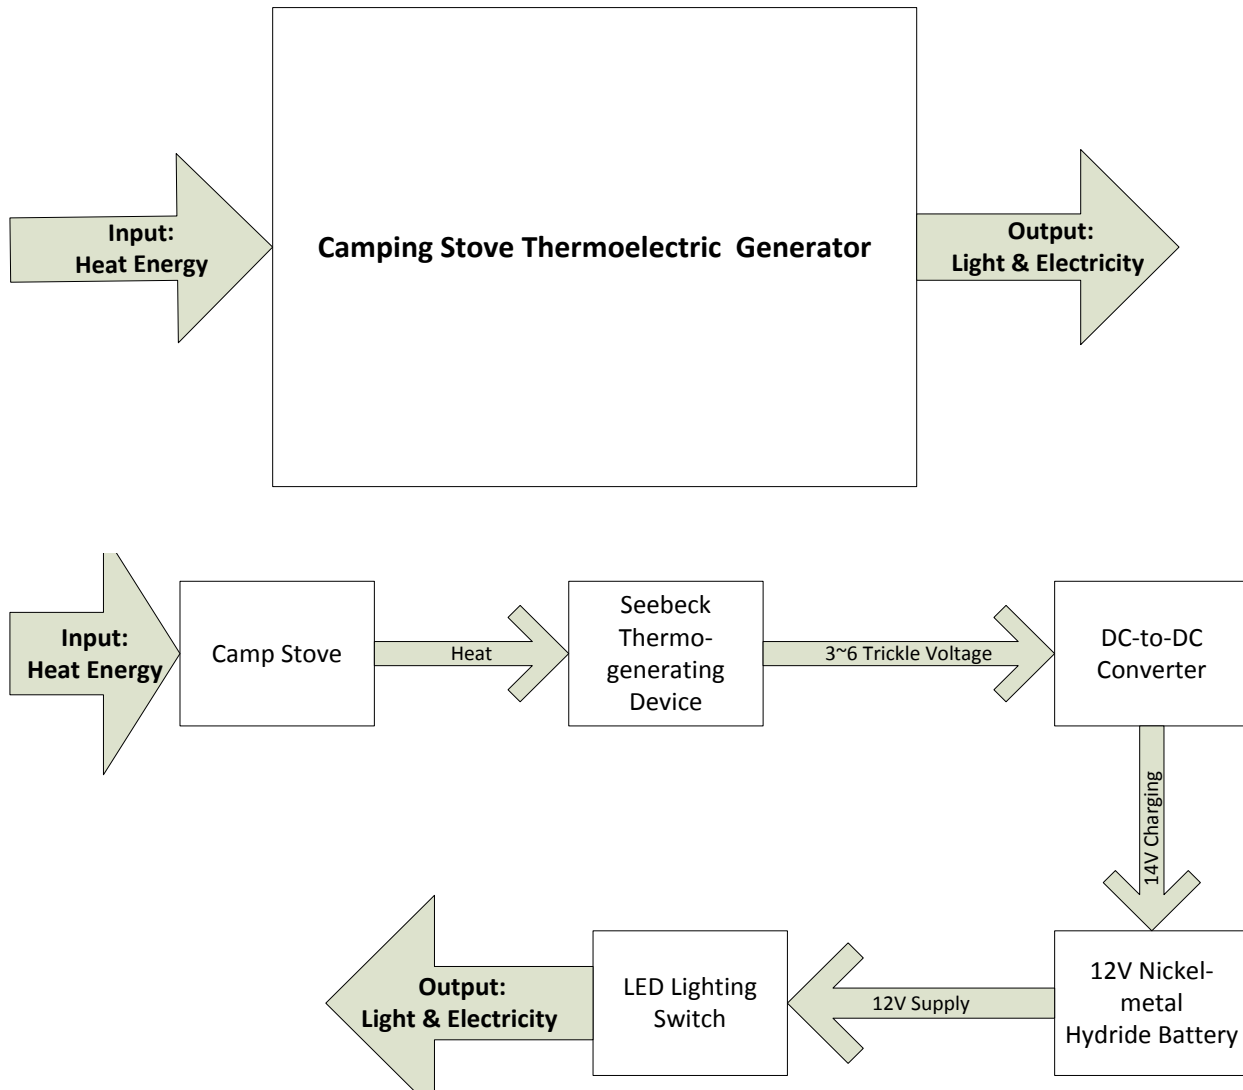 Input:
Heat Energy
Camping Stove Thermoelectric  Generator
Output:
Light & Electricity
Input:
Heat Energy
Camp Stove
Heat
Seebeck
Thermo-
generating
Device
3~6 Trickle Voltage
DC-to-DC
Converter
14V Charging
12V Nickel-
metal
Hydride Battery
12V Supply
LED Lighting
Switch
Output:
Light & Electricity